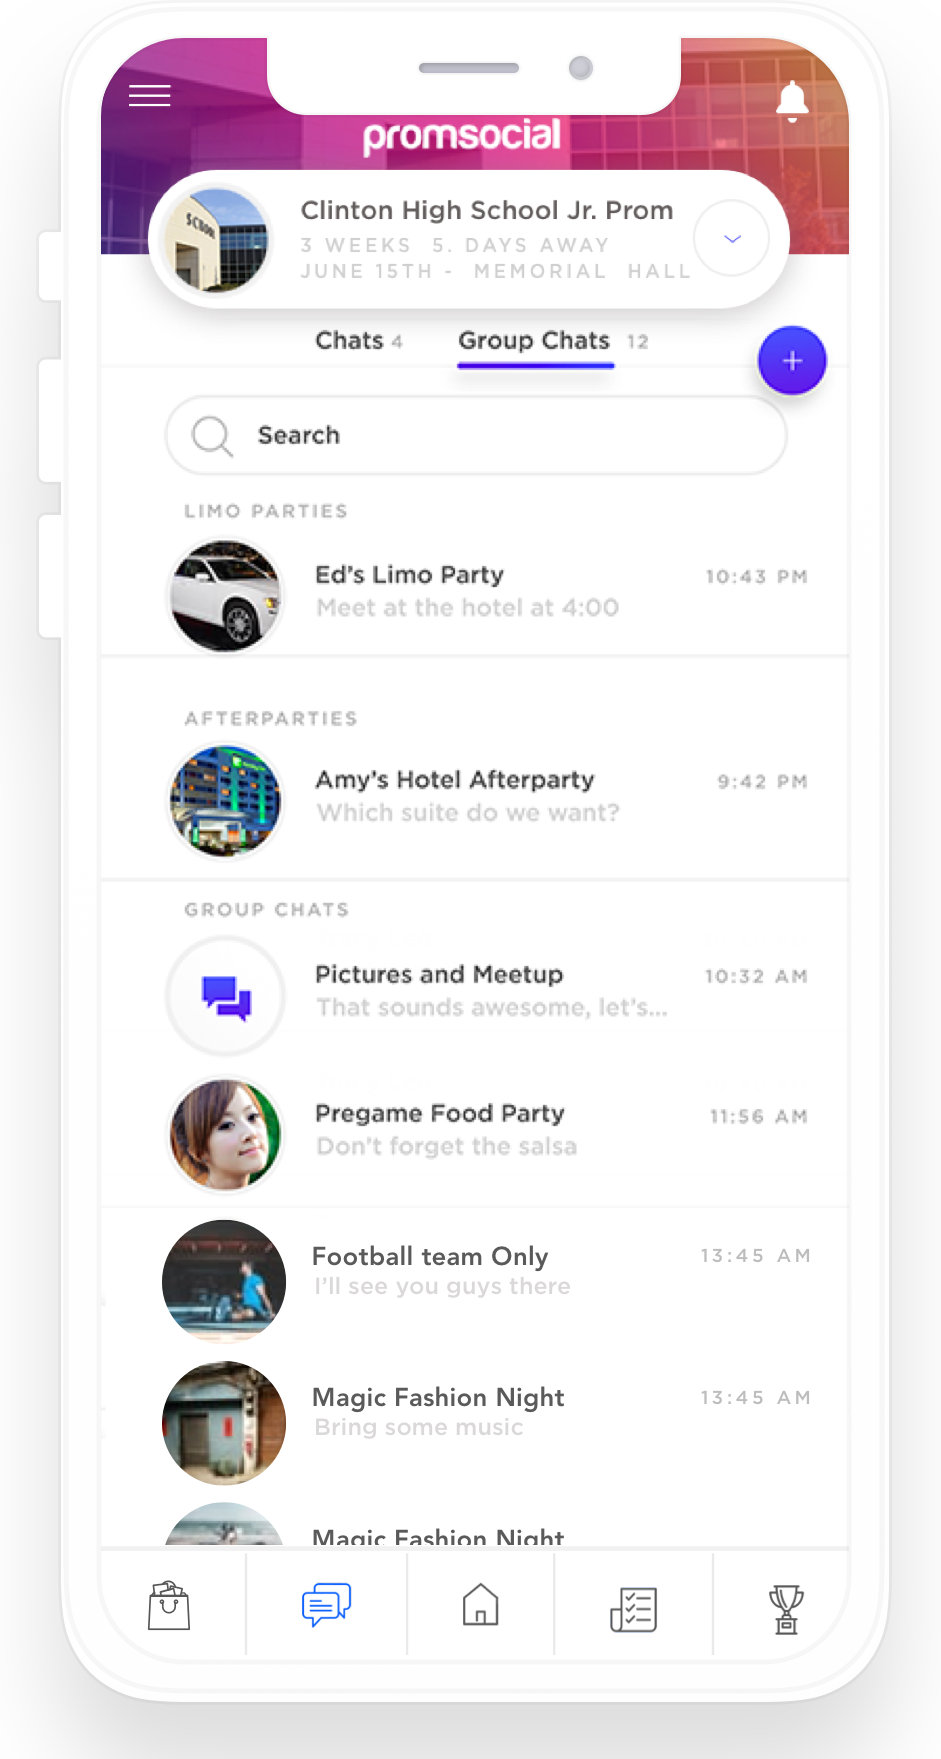 promsocial
SCHOOL
Clinton High School Jr. Prom
3 WEEKS 5. DAYS AWAY
JUNE 15TH - MEMORIAL HALL
Chats 4 Group Chats 12
+
Search
LIMO PARTIES
Ed's Limo Party 10:43 PM
Meet at the hotel at 4:00
AFTERPARTIES
Amy's Hotel Afterparty 9:42 PM
Which suite do we want?
GROUP CHATS
Pictures and Meetup 10:32 AM
That sounds awesome, let's...
Pregame Food Party 11:56 AM
Don't forget the salsa
Football team Only 13:45 AM
I'll see you guys there
Magic Fashion Night 13:45 AM
Bring some music
Magic Fashion Night